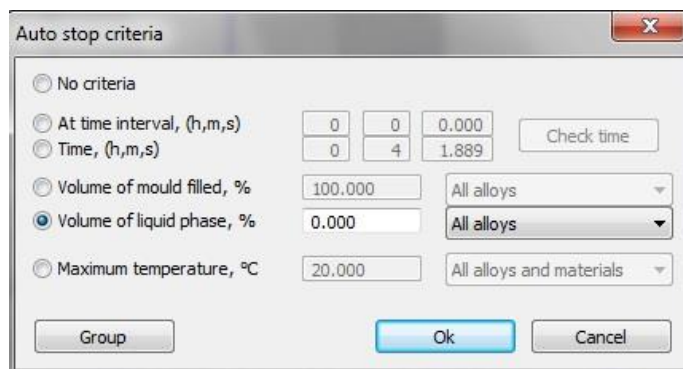 Auto stop criteria
No criteria
At time interval, (h,m,s) 0 0 0.000 Check time
Time, (h,m,s) 0 4 1.889
Volume of mould filled, % 100.000 All alloys
Volume of liquid phase, % 0.000 All alloys
Maximum temperature, ºC 20.000 All alloys and materials
Group Ok Cancel